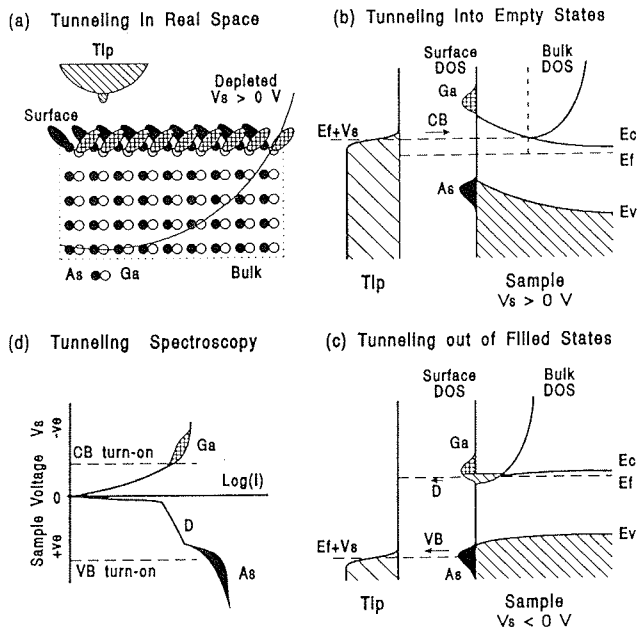 (a) Tunneling In Real Space
Tip
Depleted
Vs > 0 V
Surface
As Ga Bulk
(b) Tunneling Into Empty States
Surface
DOS
Bulk
DOS
Ga
CB
Ef+Vs
Ec
Ef
As
Ev
Tip
Sample
Vs > 0 V
(d) Tunneling Spectroscopy
Sample Voltage Vs
-ve
0
+ve
CB turn-on
Ga
Log(I)
D
VB turn-on
As
(c) Tunneling out of Filled States
Surface
DOS
Bulk
DOS
Ga
Ec
Ef
D
Ef+Vs
VB
Ev
As
Tip
Sample
Vs < 0 V